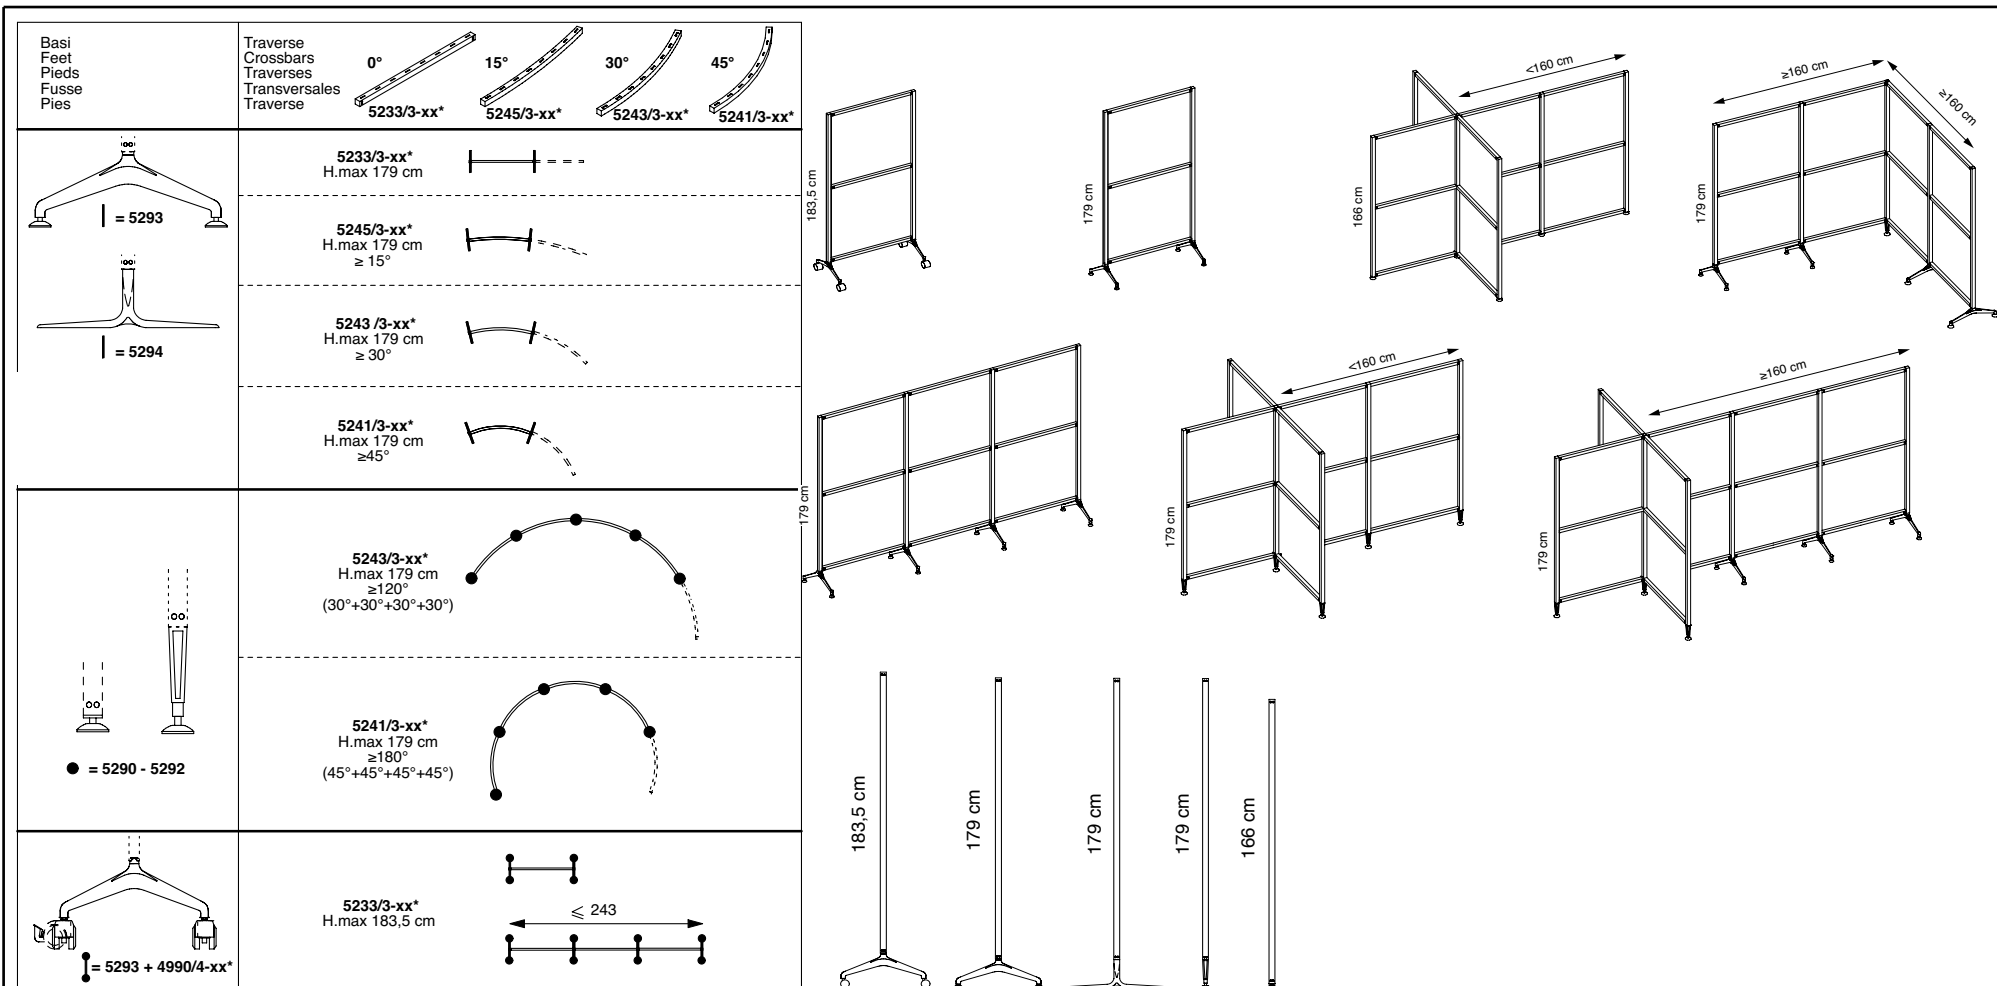 Basi
Feet
Pieds
Fusse
Pies
Traverse
Crossbars
Traverses
Transversales
Traverse
0°
5233/3-xx*
15°
5245/3-xx*
30°
5243/3-xx*
45°
5241/3-xx*
= 5293
= 5294
5233/3-xx*
H.max 179 cm
5245/3-xx*
H.max 179 cm
≥ 15°
5243 /3-xx*
H.max 179 cm
≥ 30°
5241/3-xx*
H.max 179 cm
≥45°
= 5290 - 5292
5243/3-xx*
H.max 179 cm
≥120°
(30°+30°+30°+30°)
5241/3-xx*
H.max 179 cm
≥180°
(45°+45°+45°+45°)
= 5293 + 4990/4-xx*
5233/3-xx*
H.max 183,5 cm
⩽ 243
183,5 cm
179 cm
166 cm
<160 cm
179 cm
≥160 cm
≥160 cm
179 cm
179 cm
<160 cm
179 cm
≥160 cm
183,5 cm
179 cm
179 cm
179 cm
166 cm